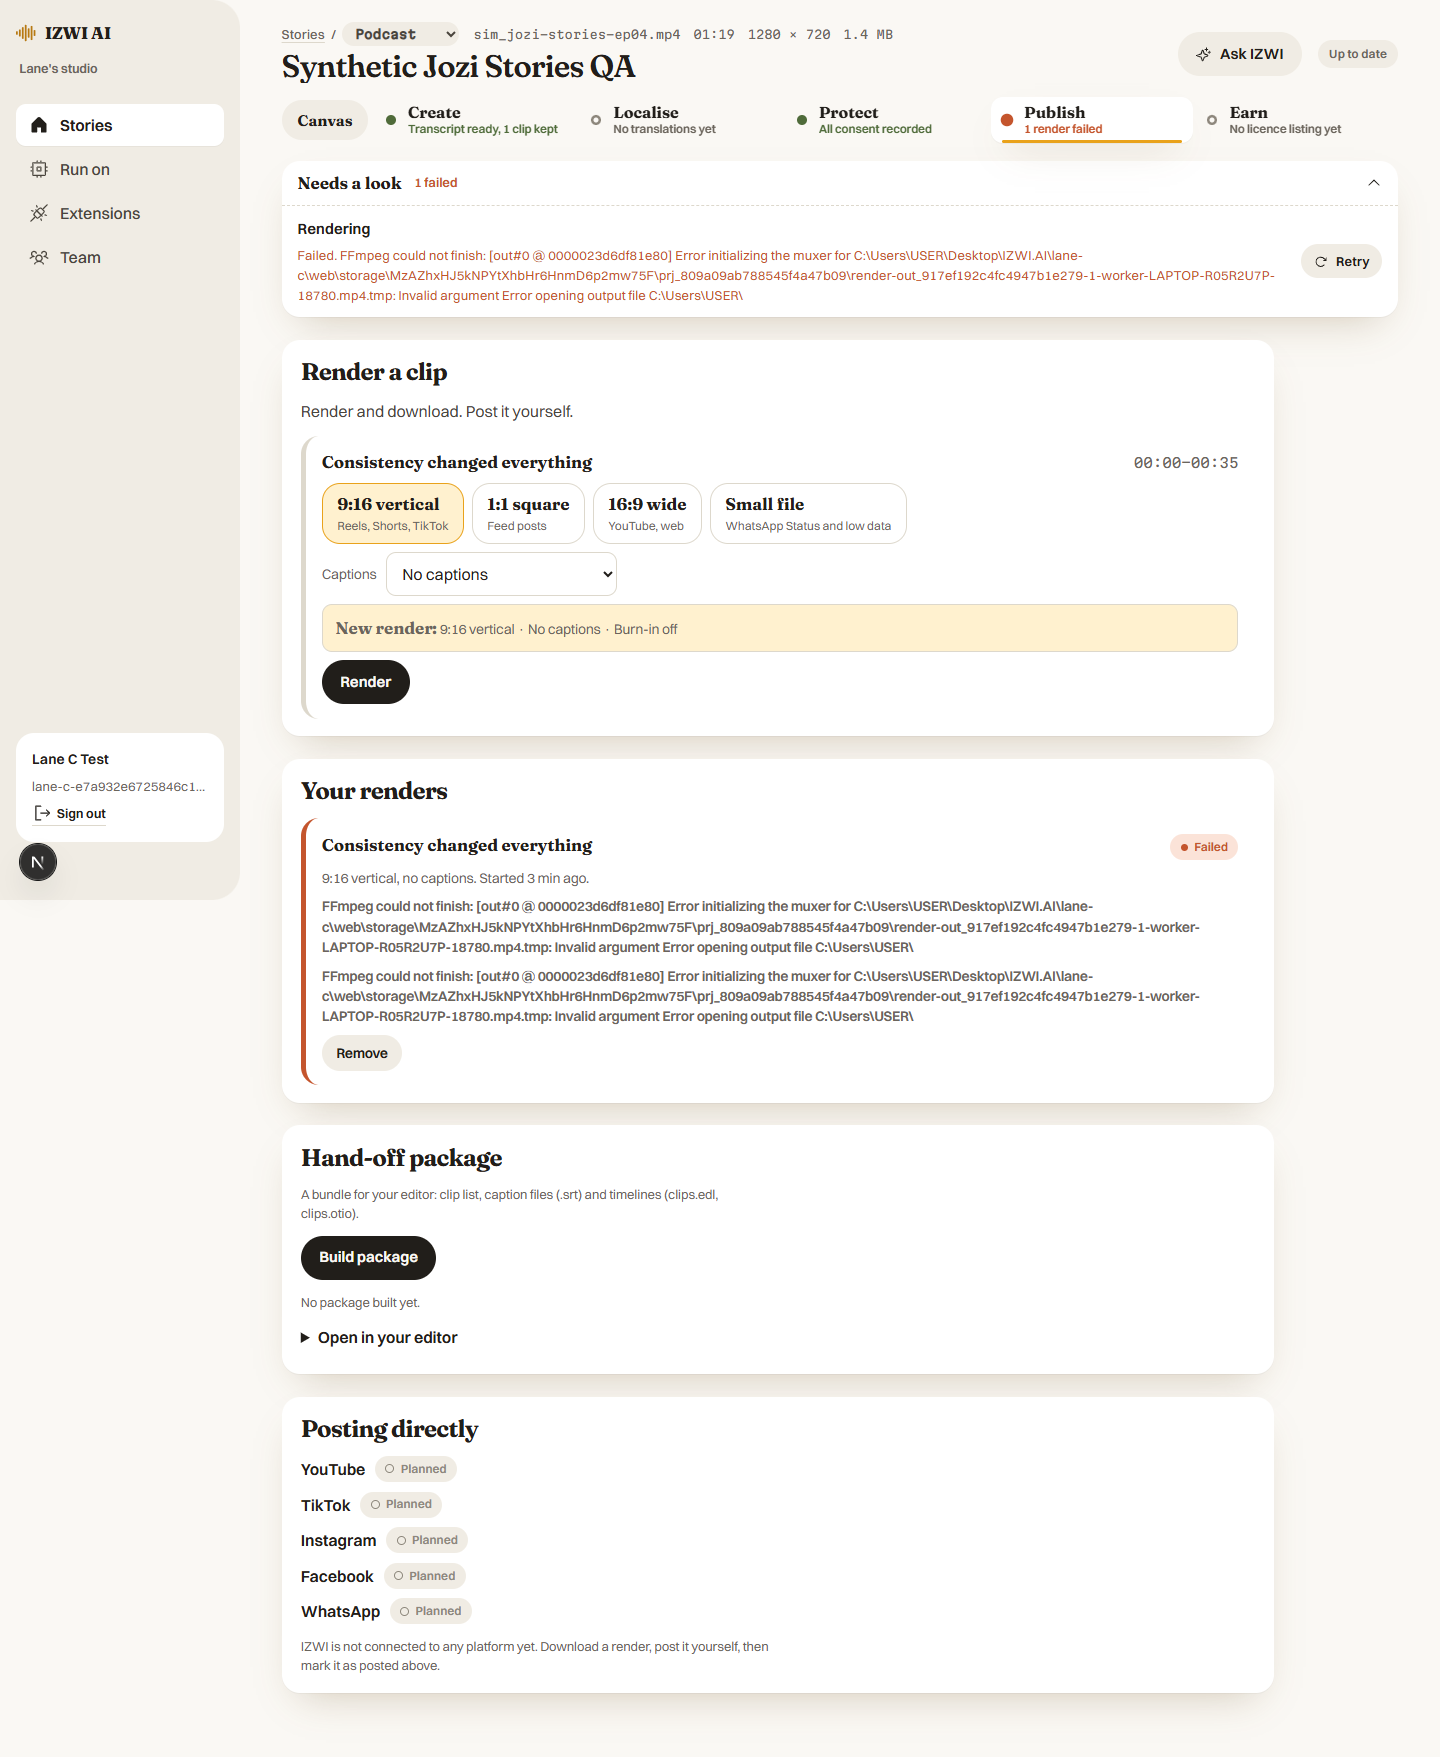 IZWI AI
Lane's studio
Stories
Run on
Extensions
Team
Lane C Test
lane-c-e7a932e6725846c1...
Sign out
N
Stories / Podcast sim_jozi-stories-ep04.mp4 01:19 1280 × 720 1.4 MB
Synthetic Jozi Stories QA
Ask IZWI
Up to date
Canvas
Create
Transcript ready, 1 clip kept
Localise
No translations yet
Protect
All consent recorded
Publish
1 render failed
Earn
No licence listing yet
Needs a look 1 failed
Rendering
Failed. FFmpeg could not finish: [out#0 @ 0000023d6df81e80] Error initializing the muxer for C:\Users\USER\Desktop\IZWI.AI\lane-
c\web\storage\MzAZhxHJ5kNPYtXhbHr6HnmD6p2mw75F\prj_809a09ab788545f4a47b09\render-out_917ef192c4fc4947b1e279-1-worker-LAPTOP-R05R2U7P-
18780.mp4.tmp: Invalid argument Error opening output file C:\Users\USER\
Retry
Render a clip
Render and download. Post it yourself.
Consistency changed everything 00:00–00:35
9:16 vertical
Reels, Shorts, TikTok
1:1 square
Feed posts
16:9 wide
YouTube, web
Small file
WhatsApp Status and low data
Captions No captions
New render: 9:16 vertical · No captions · Burn-in off
Render
Your renders
Consistency changed everything Failed
9:16 vertical, no captions. Started 3 min ago.
FFmpeg could not finish: [out#0 @ 0000023d6df81e80] Error initializing the muxer for C:\Users\USER\Desktop\IZWI.AI\lane-
c\web\storage\MzAZhxHJ5kNPYtXhbHr6HnmD6p2mw75F\prj_809a09ab788545f4a47b09\render-out_917ef192c4fc4947b1e279-1-worker-
LAPTOP-R05R2U7P-18780.mp4.tmp: Invalid argument Error opening output file C:\Users\USER\
FFmpeg could not finish: [out#0 @ 0000023d6df81e80] Error initializing the muxer for C:\Users\USER\Desktop\IZWI.AI\lane-
c\web\storage\MzAZhxHJ5kNPYtXhbHr6HnmD6p2mw75F\prj_809a09ab788545f4a47b09\render-out_917ef192c4fc4947b1e279-1-worker-
LAPTOP-R05R2U7P-18780.mp4.tmp: Invalid argument Error opening output file C:\Users\USER\
Remove
Hand-off package
A bundle for your editor: clip list, caption files (.srt) and timelines (clips.edl,
clips.otio).
Build package
No package built yet.
Open in your editor
Posting directly
YouTube Planned
TikTok Planned
Instagram Planned
Facebook Planned
WhatsApp Planned
IZWI is not connected to any platform yet. Download a render, post it yourself, then
mark it as posted above.